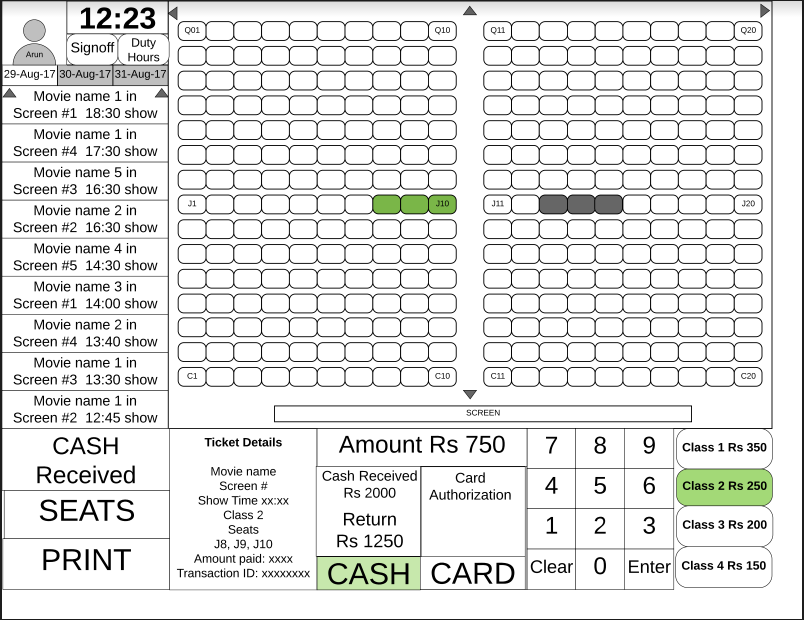 12:23
Arun
Signoff
Duty
Hours
29-Aug-17 30-Aug-17 31-Aug-17
Movie name 1 in
Screen #1 18:30 show
Movie name 1 in
Screen #4 17:30 show
Movie name 5 in
Screen #3 16:30 show
Movie name 2 in
Screen #2 16:30 show
Movie name 4 in
Screen #5 14:30 show
Movie name 3 in
Screen #1 14:00 show
Movie name 2 in
Screen #4 13:40 show
Movie name 1 in
Screen #3 13:30 show
Movie name 1 in
Screen #2 12:45 show
Q01 Q10 Q11 Q20
J1 J10 J11 J20
C1 C10 C11 C20
SCREEN
CASH
Received
SEATS
PRINT
Ticket Details
Movie name
Screen #
Show Time xx:xx
Class 2
Seats
J8, J9, J10
Amount paid: xxxx
Transaction ID: xxxxxxxx
Amount Rs 750
Cash Received
Rs 2000
Return
Rs 1250
CASH
Card
Authorization
CARD
7 8 9
4 5 6
1 2 3
Clear 0 Enter
Class 1 Rs 350
Class 2 Rs 250
Class 3 Rs 200
Class 4 Rs 150